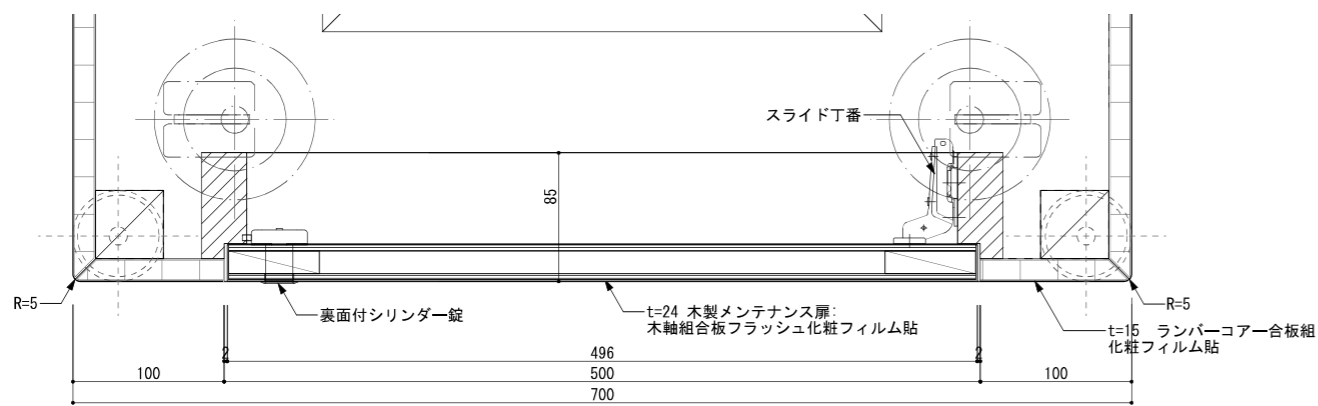 スライド丁番
85
R=5
裏面付シリンダー錠
t=24 木製メンテナンス扉:
木軸組合板フラッシュ化粧フィルム貼
R=5
t=15 ランバーコアー合板組
化粧フィルム貼
2
496
2
100
500
100
700